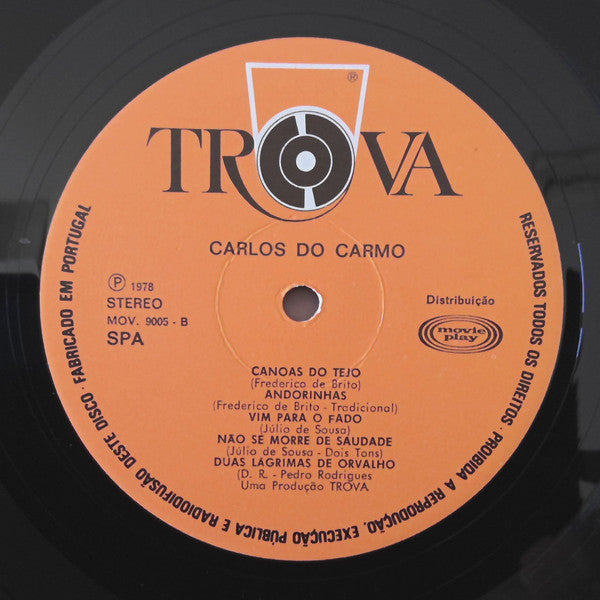 TROVA
®
CARLOS DO CARMO
Ⓟ 1978
STEREO
MOV. 9005 - B
SPA
Distribuição
movie
play
CANOAS DO TEJO
(Frederico de Brito)
ANDORINHAS
(Frederico de Brito - Tradicional)
VIM PARA O FADO
(Júlio de Sousa)
NÃO SE MORRE DE SAUDADE
(Júlio de Sousa - Dois Tons)
DUAS LÁGRIMAS DE ORVALHO
(D. R. - Pedro Rodrigues
Uma Produção TROVA
RESERVADOS TODOS OS DIREITOS · PROIBIDA A REPRODUÇÃO, EXECUÇÃO PÚBLICA E RADIODIFUSÃO DESTE DISCO · FABRICADO EM PORTUGAL